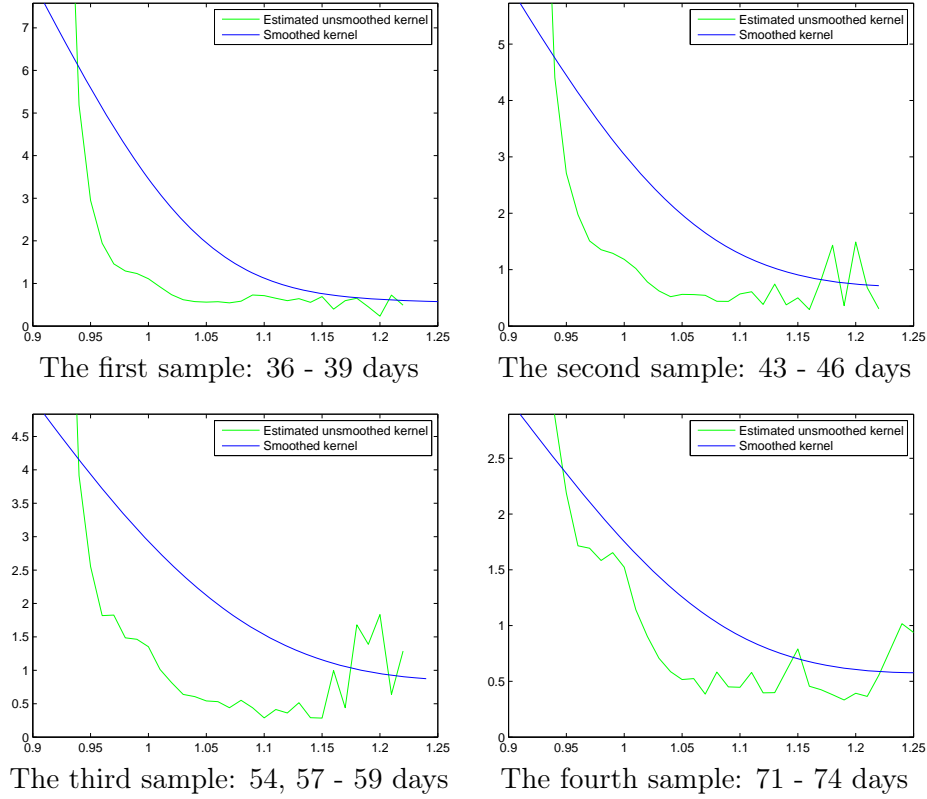 Estimated unsmoothed kernel
Smoothed kernel
7
6
5
4
3
2
1
0
0.9 0.95 1 1.05 1.1 1.15 1.2 1.25
The first sample: 36 - 39 days
Estimated unsmoothed kernel
Smoothed kernel
5
4
3
2
1
0
0.9 0.95 1 1.05 1.1 1.15 1.2 1.25
The second sample: 43 - 46 days
Estimated unsmoothed kernel
Smoothed kernel
4.5
4
3.5
3
2.5
2
1.5
1
0.5
0
0.9 0.95 1 1.05 1.1 1.15 1.2 1.25
The third sample: 54, 57 - 59 days
Estimated unsmoothed kernel
Smoothed kernel
2.5
2
1.5
1
0.5
0
0.9 0.95 1 1.05 1.1 1.15 1.2 1.25
The fourth sample: 71 - 74 days